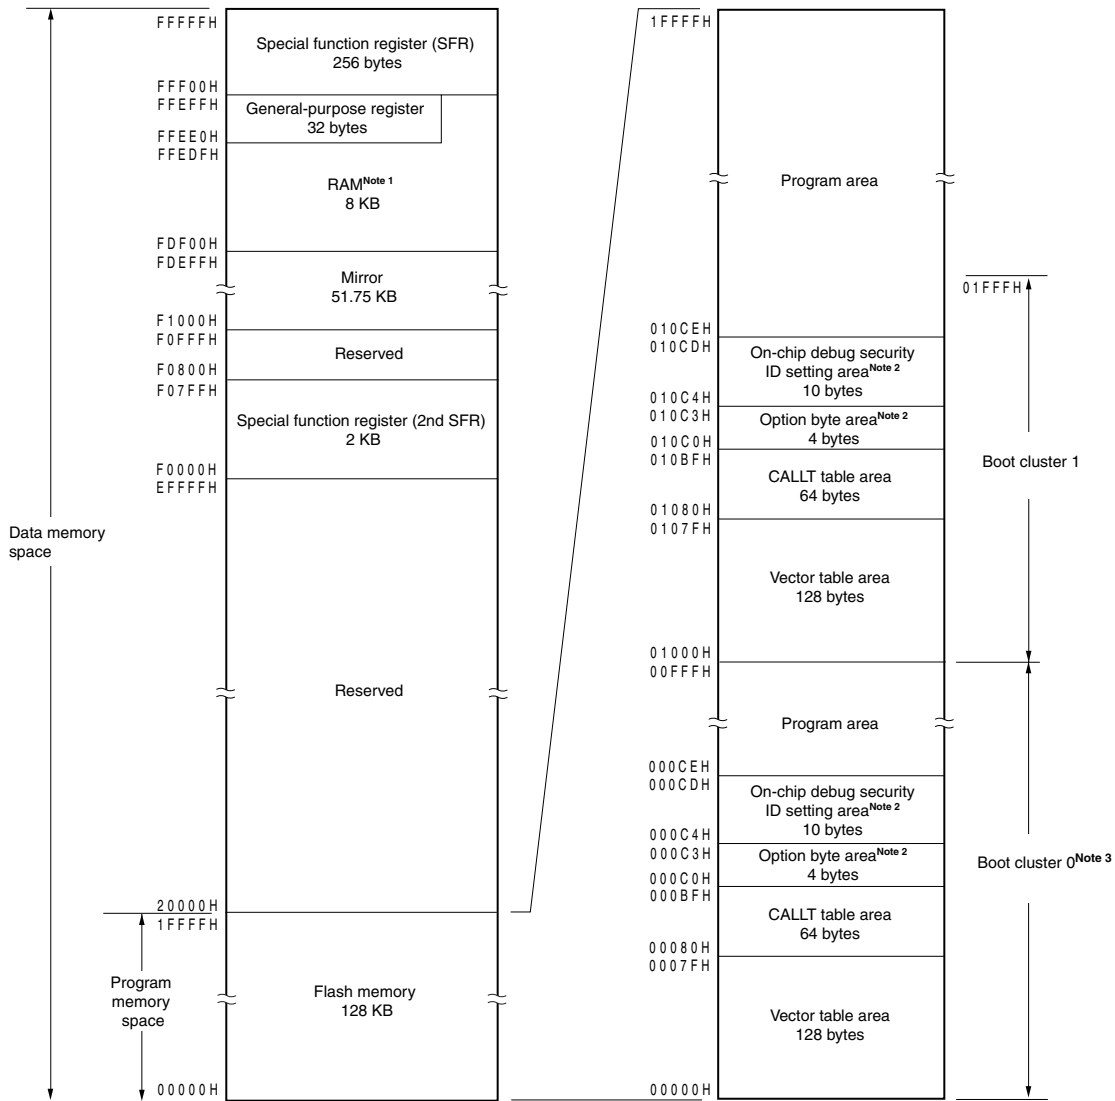 FFFFFH
Special function register (SFR)
256 bytes
FFF00H
FFEFFH
General-purpose register
32 bytes
FFEE0H
FFEDFH
RAMNote 1
8 KB
FDF00H
FDEFFH
Mirror
51.75 KB
F1000H
F0FFFH
Reserved
F0800H
F07FFH
Special function register (2nd SFR)
2 KB
F0000H
EFFFFH
Data memory
space
Reserved
20000H
1FFFFH
Program
memory
space
Flash memory
128 KB
00000H
1FFFFH
Program area
01FFFH
010CEH
010CDH
On-chip debug security
ID setting areaNote 2
10 bytes
010C4H
010C3H
Option byte areaNote 2
4 bytes
010C0H
010BFH
Boot cluster 1
CALLT table area
64 bytes
01080H
0107FH
Vector table area
128 bytes
01000H
00FFFH
Program area
000CEH
000CDH
On-chip debug security
ID setting areaNote 2
10 bytes
000C4H
000C3H
Option byte areaNote 2
4 bytes
Boot cluster 0Note 3
000C0H
000BFH
CALLT table area
64 bytes
00080H
0007FH
Vector table area
128 bytes
00000H